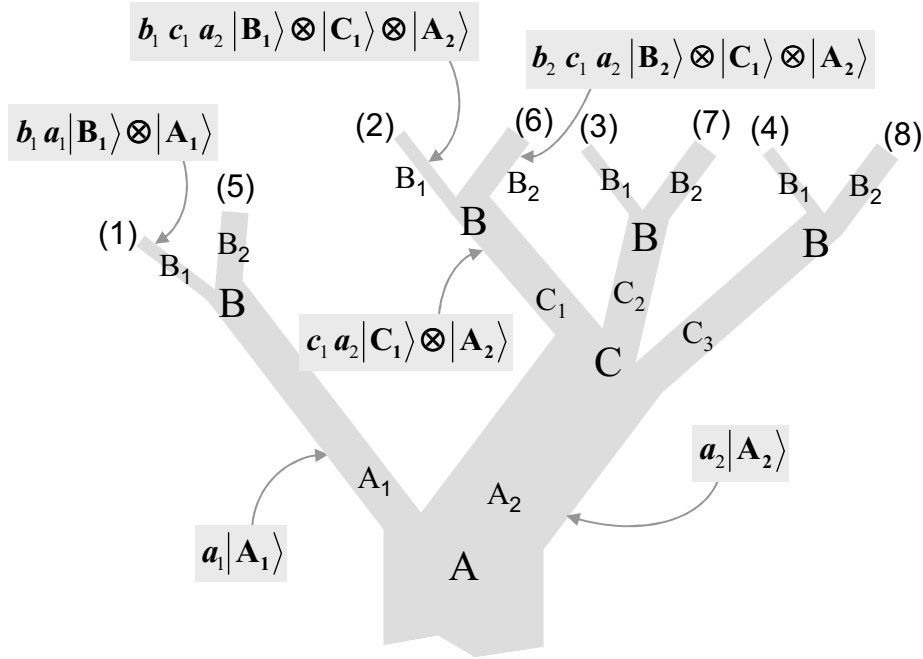 b₁ c₁ a₂ |B₁⟩⊗|C₁⟩⊗|A₂⟩
b₂ c₁ a₂ |B₂⟩⊗|C₁⟩⊗|A₂⟩
b₁ a₁|B₁⟩⊗|A₁⟩
(2)
(6)
(3)
(7)
(4)
(8)
B₁
B₂
B₁
B₂
B₁
B₂
(1)
(5)
B
B
B
B₁
B₂
B
C₁
C₂
C₃
c₁ a₂|C₁⟩⊗|A₂⟩
C
a₂|A₂⟩
A₁
A₂
a₁|A₁⟩
A